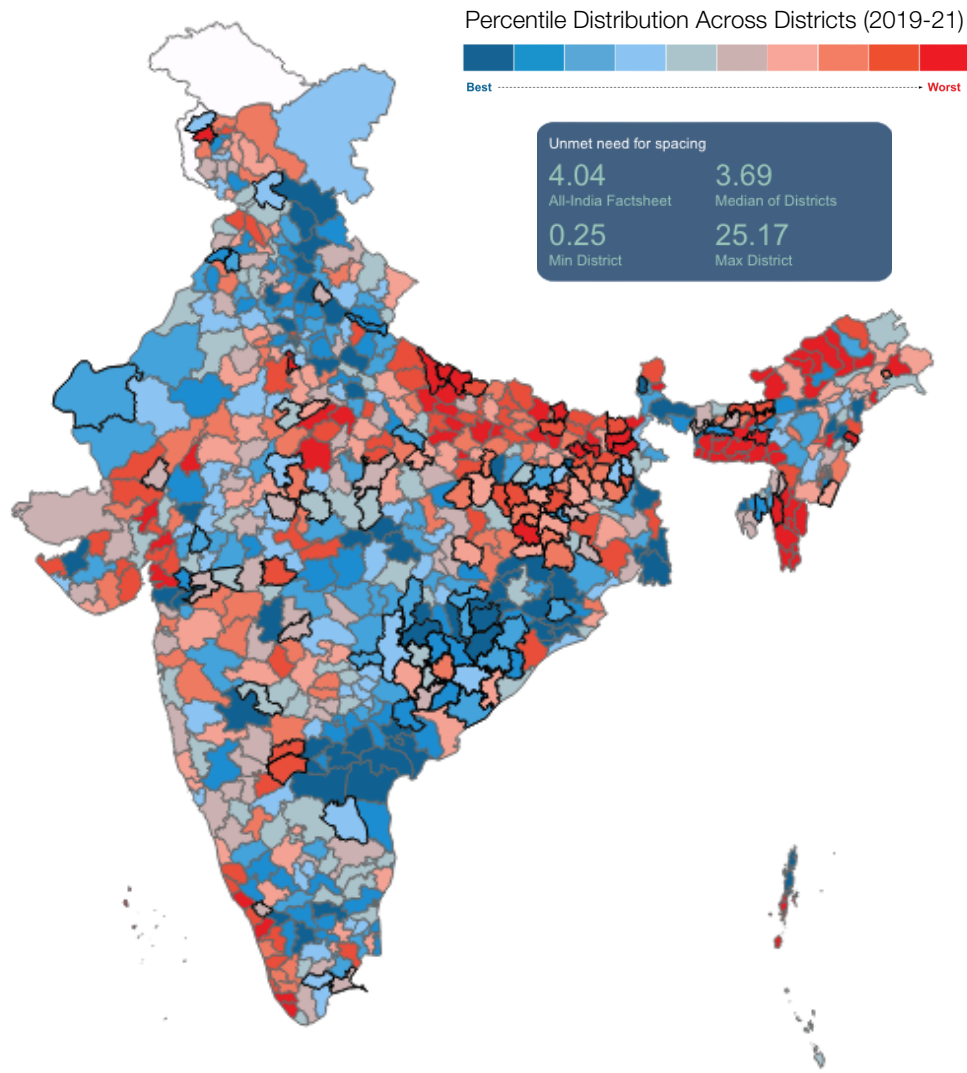 Percentile Distribution Across Districts (2019-21)
Best
Worst
Unmet need for spacing
4.04
3.69
All-India Factsheet
Median of Districts
0.25
25.17
Min District
Max District